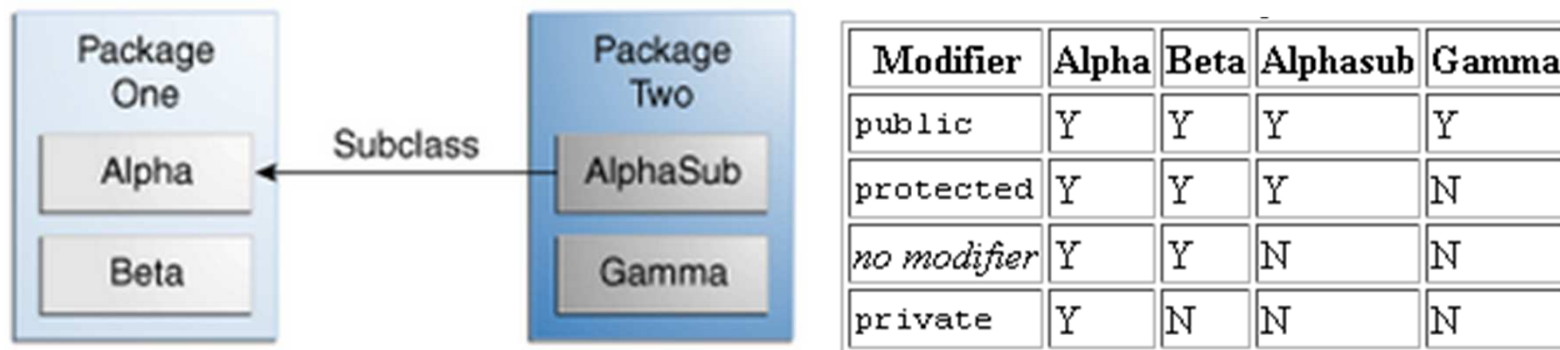 Package
One
Alpha
Beta
Subclass
Package
Two
AlphaSub
Gamma
Modifier Alpha Beta Alphasub Gamma
public Y Y Y Y
protected Y Y Y N
no modifier Y Y N N
private Y N N N